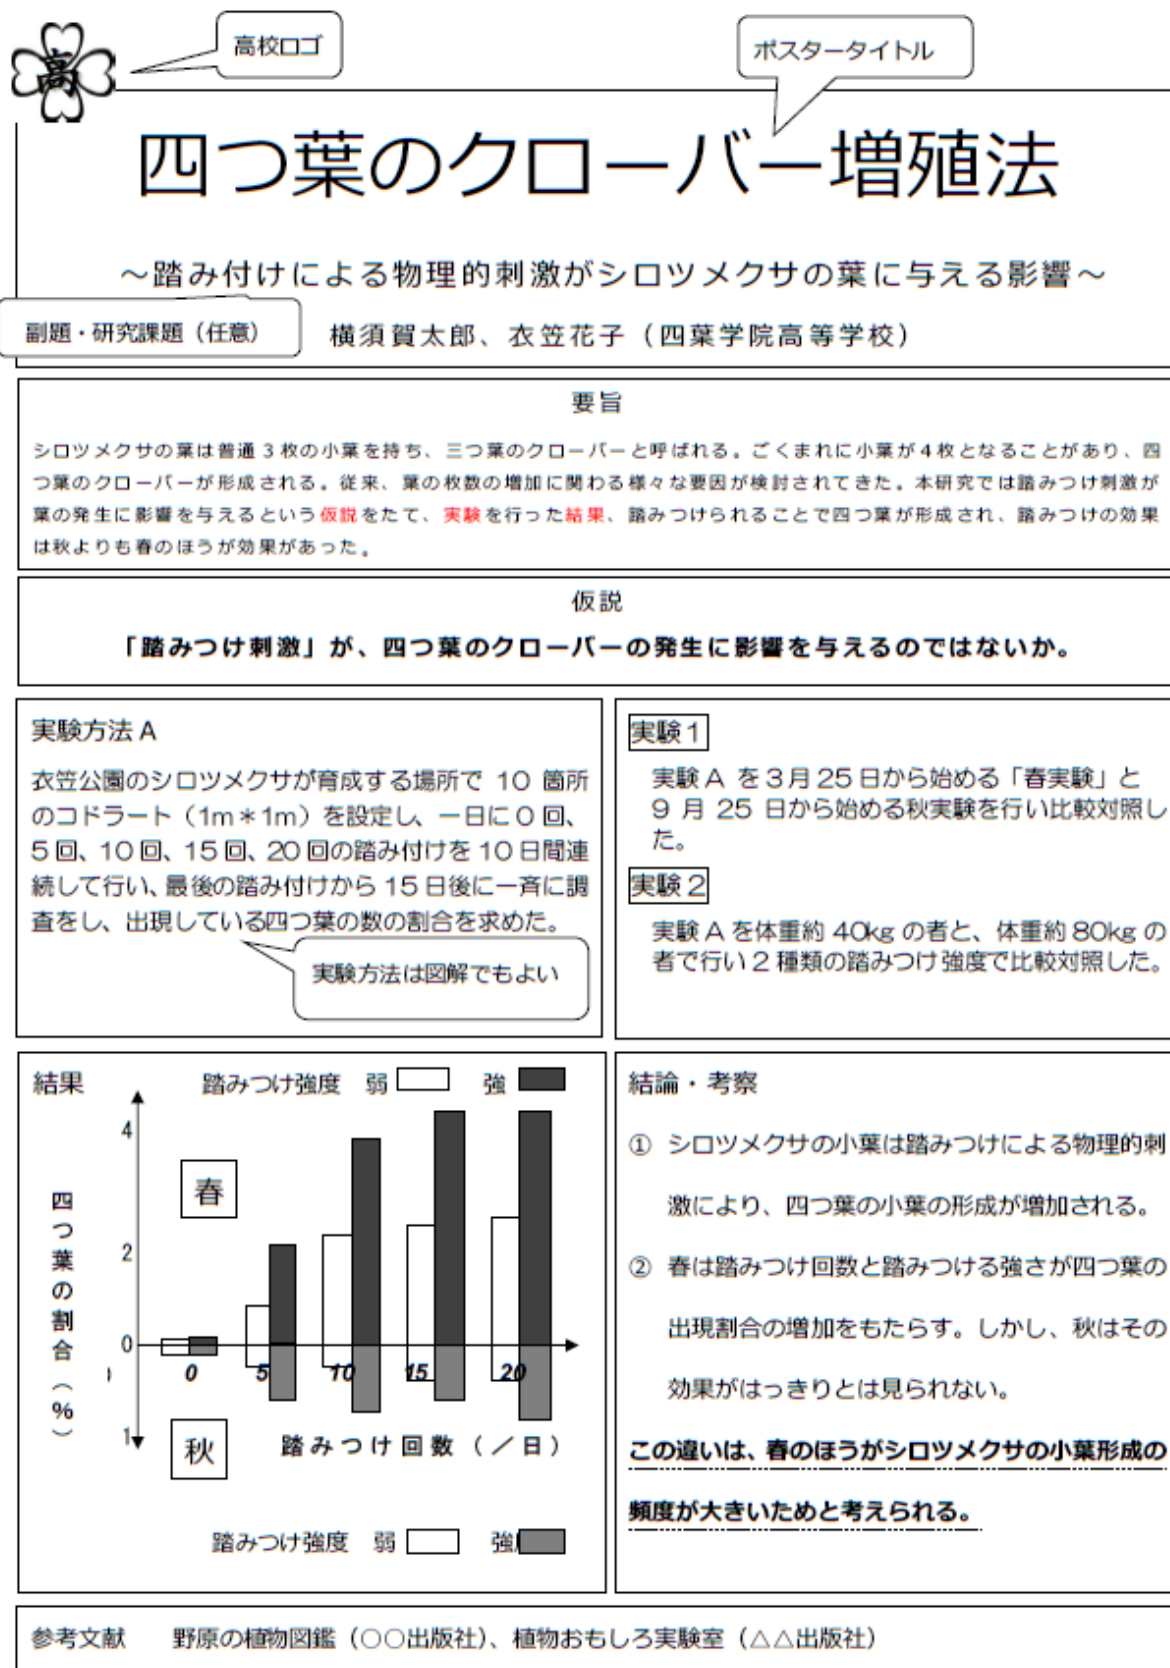 高
高校ロゴ
ポスタータイトル
四つ葉のクローバー増殖法
～踏み付けによる物理的刺激がシロツメクサの葉に与える影響～
副題・研究課題（任意）
横須賀太郎、衣笠花子（四葉学院高等学校）
要旨
シロツメクサの葉は普通３枚の小葉を持ち、三つ葉のクローバーと呼ばれる。ごくまれに小葉が４枚となることがあり、四
つ葉のクローバーが形成される。従来、葉の枚数の増加に関わる様々な要因が検討されてきた。本研究では踏みつけ刺激が
葉の発生に影響を与えるという仮説をたて、実験を行った結果、踏みつけられることで四つ葉が形成され、踏みつけの効果
は秋よりも春のほうが効果があった。
仮説
「踏みつけ刺激」が、四つ葉のクローバーの発生に影響を与えるのではないか。
実験方法 A
衣笠公園のシロツメクサが育成する場所で 10 箇所
のコドラート（1m＊1m）を設定し、一日に０回、
５回、10回、15回、20回の踏み付けを10日間連
続して行い、最後の踏み付けから15日後に一斉に調
査をし、出現している四つ葉の数の割合を求めた。
実験方法は図解でもよい
実験１
実験A を３月25日から始める「春実験」と
９ 月 25 日から始める秋実験を行い比較対照し
た。
実験２
実験Aを体重約 40kg の者と、体重約80kg の
者で行い２種類の踏みつけ強度で比較対照した。
結果
踏みつけ強度 弱 強
4
春
2
四つ葉の割合（％）
0
0 5 10 15 20
1
秋
踏みつけ回数（／日）
踏みつけ強度 弱 強
結論・考察
① シロツメクサの小葉は踏みつけによる物理的刺
激により、四つ葉の小葉の形成が増加される。
② 春は踏みつけ回数と踏みつける強さが四つ葉の
出現割合の増加をもたらす。しかし、秋はその
効果がはっきりとは見られない。
この違いは、春のほうがシロツメクサの小葉形成の
頻度が大きいためと考えられる。
参考文献 野原の植物図鑑（○○出版社）、植物おもしろ実験室（△△出版社）